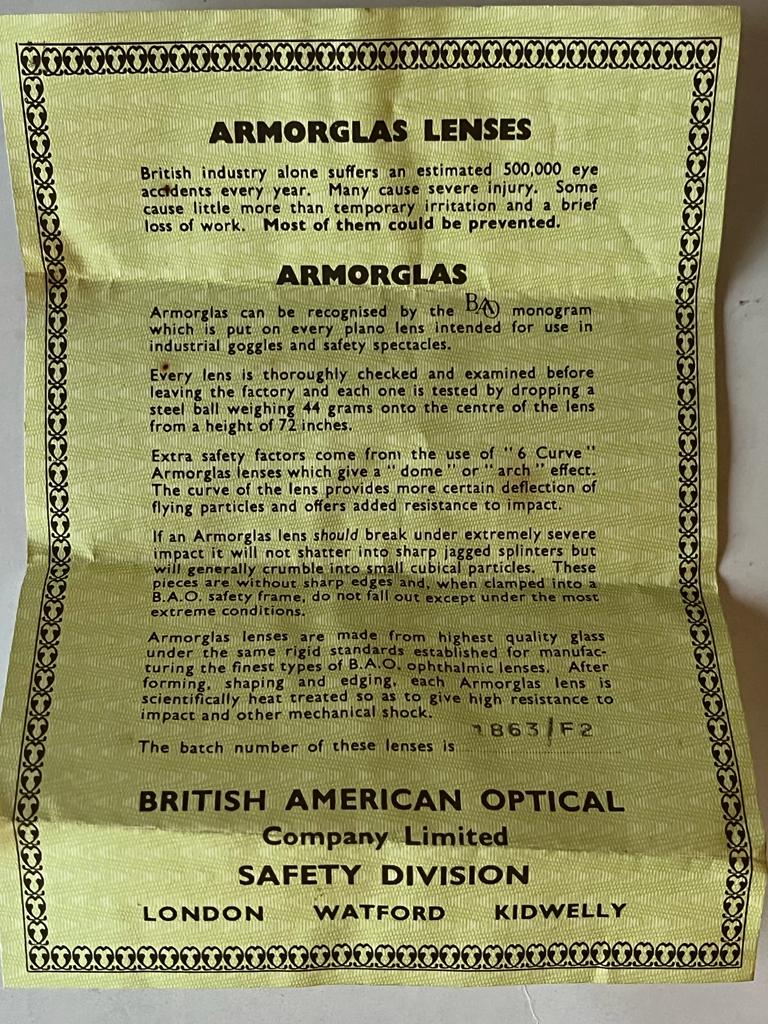 ARMORGLAS LENSES
British industry alone suffers an estimated 500,000 eye
accidents every year. Many cause severe injury. Some
cause little more than temporary irritation and a brief
loss of work. Most of them could be prevented.
ARMORGLAS
Armorglas can be recognised by the BAO monogram
which is put on every plano lens intended for use in
industrial goggles and safety spectacles.
Every lens is thoroughly checked and examined before
leaving the factory and each one is tested by dropping a
steel ball weighing 44 grams onto the centre of the lens
from a height of 72 inches.
Extra safety factors come from the use of "6 Curve"
Armorglas lenses which give a "dome" or "arch" effect.
The curve of the lens provides more certain deflection of
flying particles and offers added resistance to impact.
If an Armorglas lens should break under extremely severe
impact it will not shatter into sharp jagged splinters but
will generally crumble into small cubical particles. These
pieces are without sharp edges and, when clamped into a
B.A.O. safety frame, do not fall out except under the most
extreme conditions.
Armorglas lenses are made from highest quality glass
under the same rigid standards established for manufac-
turing the finest types of B.A.O. ophthalmic lenses. After
forming, shaping and edging, each Armorglas lens is
scientifically heat treated so as to give high resistance to
impact and other mechanical shock.
The batch number of these lenses is 1863/F2
BRITISH AMERICAN OPTICAL
Company Limited
SAFETY DIVISION
LONDON WATFORD KIDWELLY